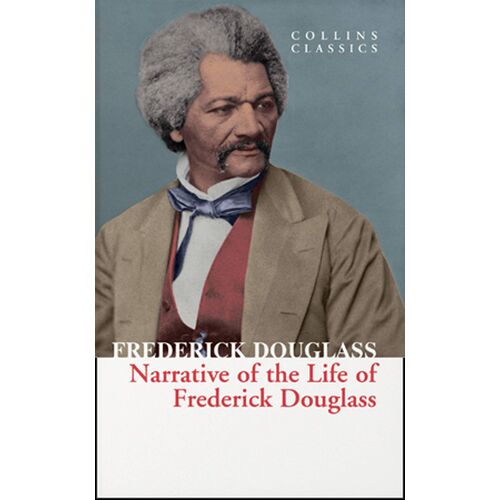 COLLINS
CLASSICS
FREDERICK DOUGLASS
Narrative of the Life of
Frederick Douglass